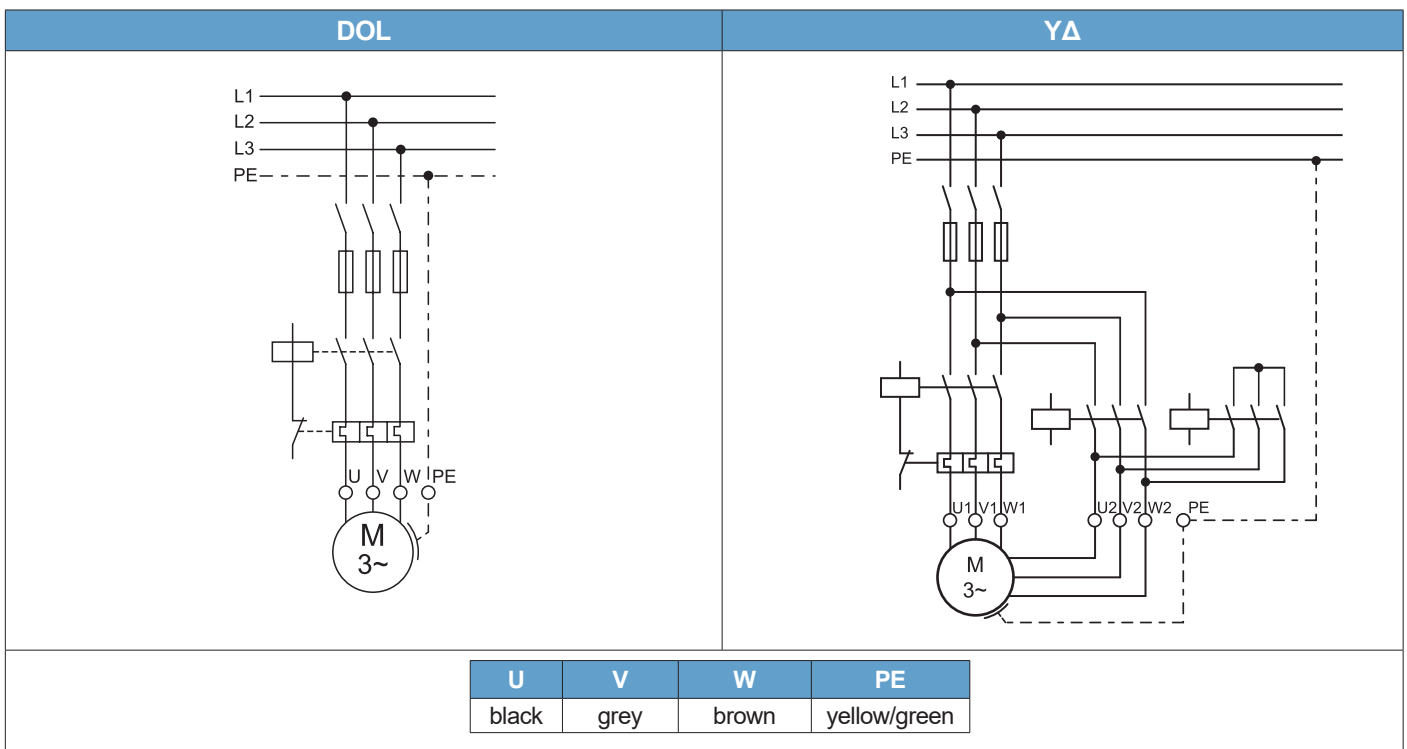 DOL
YΔ
L1
L2
L3
PE
U V W PE
M
3~
L1
L2
L3
PE
U1 V1 W1 U2 V2 W2 PE
M
3~
U V W PE
black grey brown yellow/green